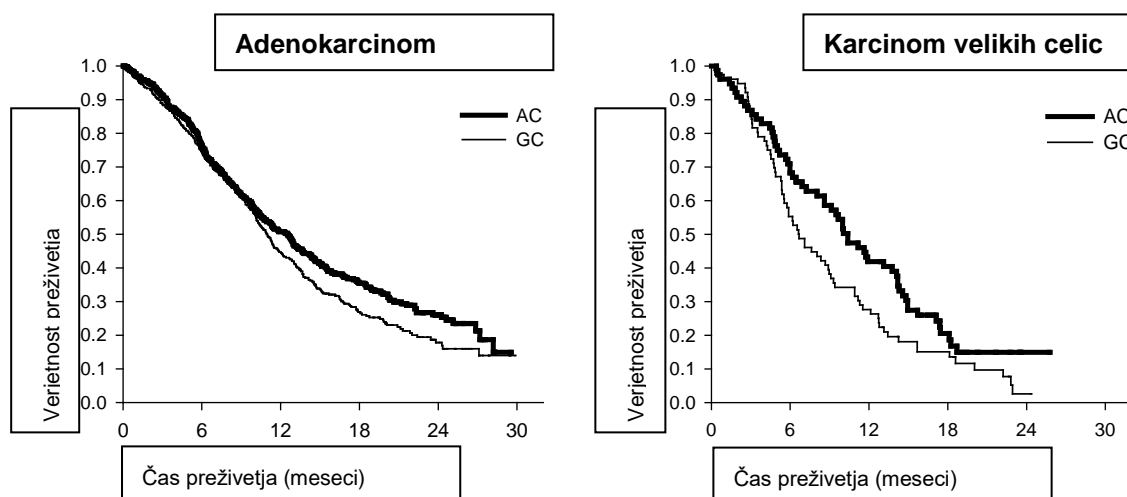 Adenokarcinom
1.0
0.9
0.8
0.7
0.6
0.5
0.4
0.3
0.2
0.1
0.0
Verjetnost preživetja
AC
GC
0 6 12 18 24 30
Čas preživetja (meseci)
Karcinom velikih celic
1.0
0.9
0.8
0.7
0.6
0.5
0.4
0.3
0.2
0.1
0.0
Verjetnost preživetja
AC
GC
0 6 12 18 24 30
Čas preživetja (meseci)